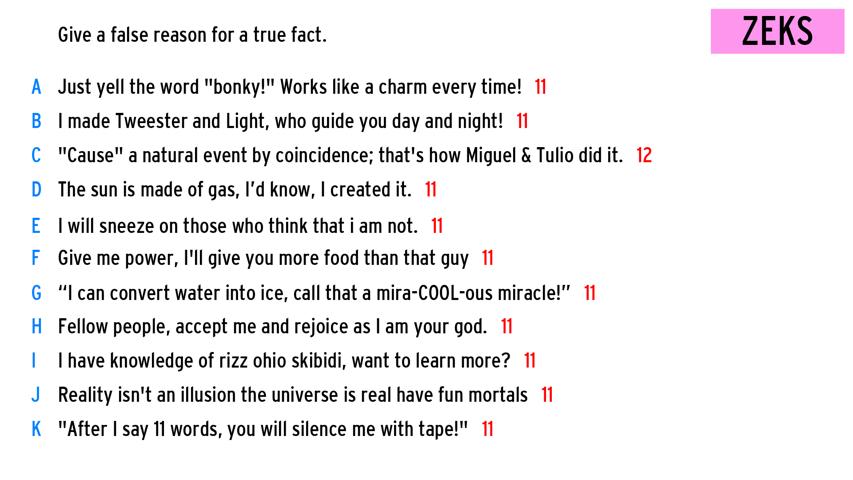 Give a false reason for a true fact.
ZEKS
A Just yell the word "bonky!" Works like a charm every time! 11
B I made Tweester and Light, who guide you day and night! 11
C "Cause" a natural event by coincidence; that's how Miguel & Tulio did it. 12
D The sun is made of gas, I’d know, I created it. 11
E I will sneeze on those who think that i am not. 11
F Give me power, I'll give you more food than that guy 11
G “I can convert water into ice, call that a mira-COOL-ous miracle!” 11
H Fellow people, accept me and rejoice as I am your god. 11
I I have knowledge of rizz ohio skibidi, want to learn more? 11
J Reality isn't an illusion the universe is real have fun mortals 11
K "After I say 11 words, you will silence me with tape!" 11